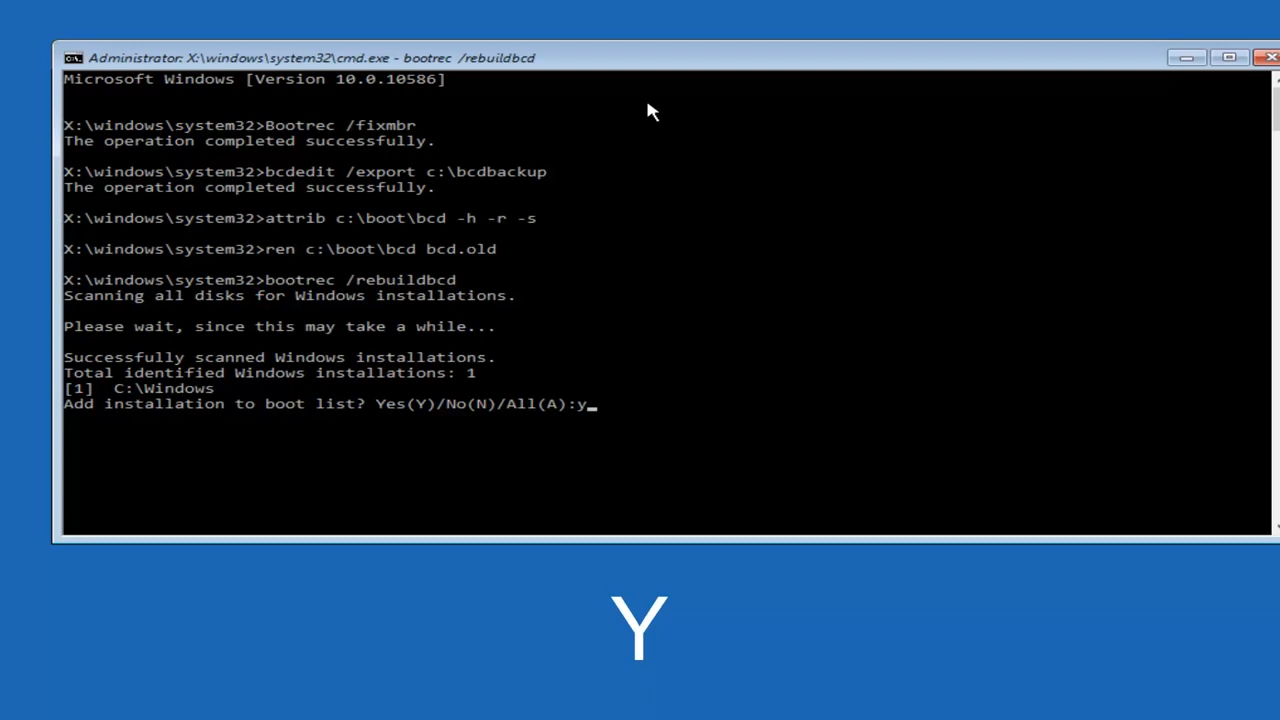 Administrator: X:\windows\system32\cmd.exe - bootrec /rebuildbcd
Microsoft Windows [Version 10.0.10586]
X:\windows\system32>Bootrec /fixmbr
The operation completed successfully.
X:\windows\system32>bcdedit /export c:\bcdbackup
The operation completed successfully.
X:\windows\system32>attrib c:\boot\bcd -h -r -s
X:\windows\system32>ren c:\boot\bcd bcd.old
X:\windows\system32>bootrec /rebuildbcd
Scanning all disks for Windows installations.
Please wait, since this may take a while...
Successfully scanned Windows installations.
Total identified Windows installations: 1
[1]  C:\Windows
Add installation to boot list? Yes(Y)/No(N)/All(A):y_
Y